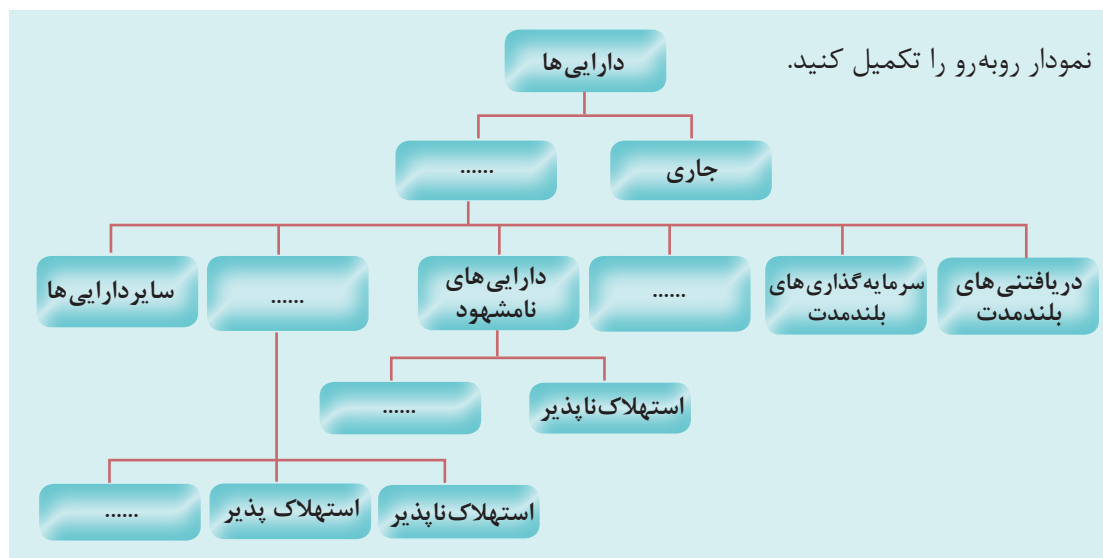 نمودار روبه‌رو را تکمیل کنید.
دارایی‌ها
جاری
......
دریافتنی‌های
بلندمدت
سرمایه‌گذاری‌های
بلندمدت
......
دارایی‌های
نامشهود
......
سایردارایی‌ها
استهلاک‌ناپذیر
......
استهلاک‌ناپذیر
استهلاک پذیر
......